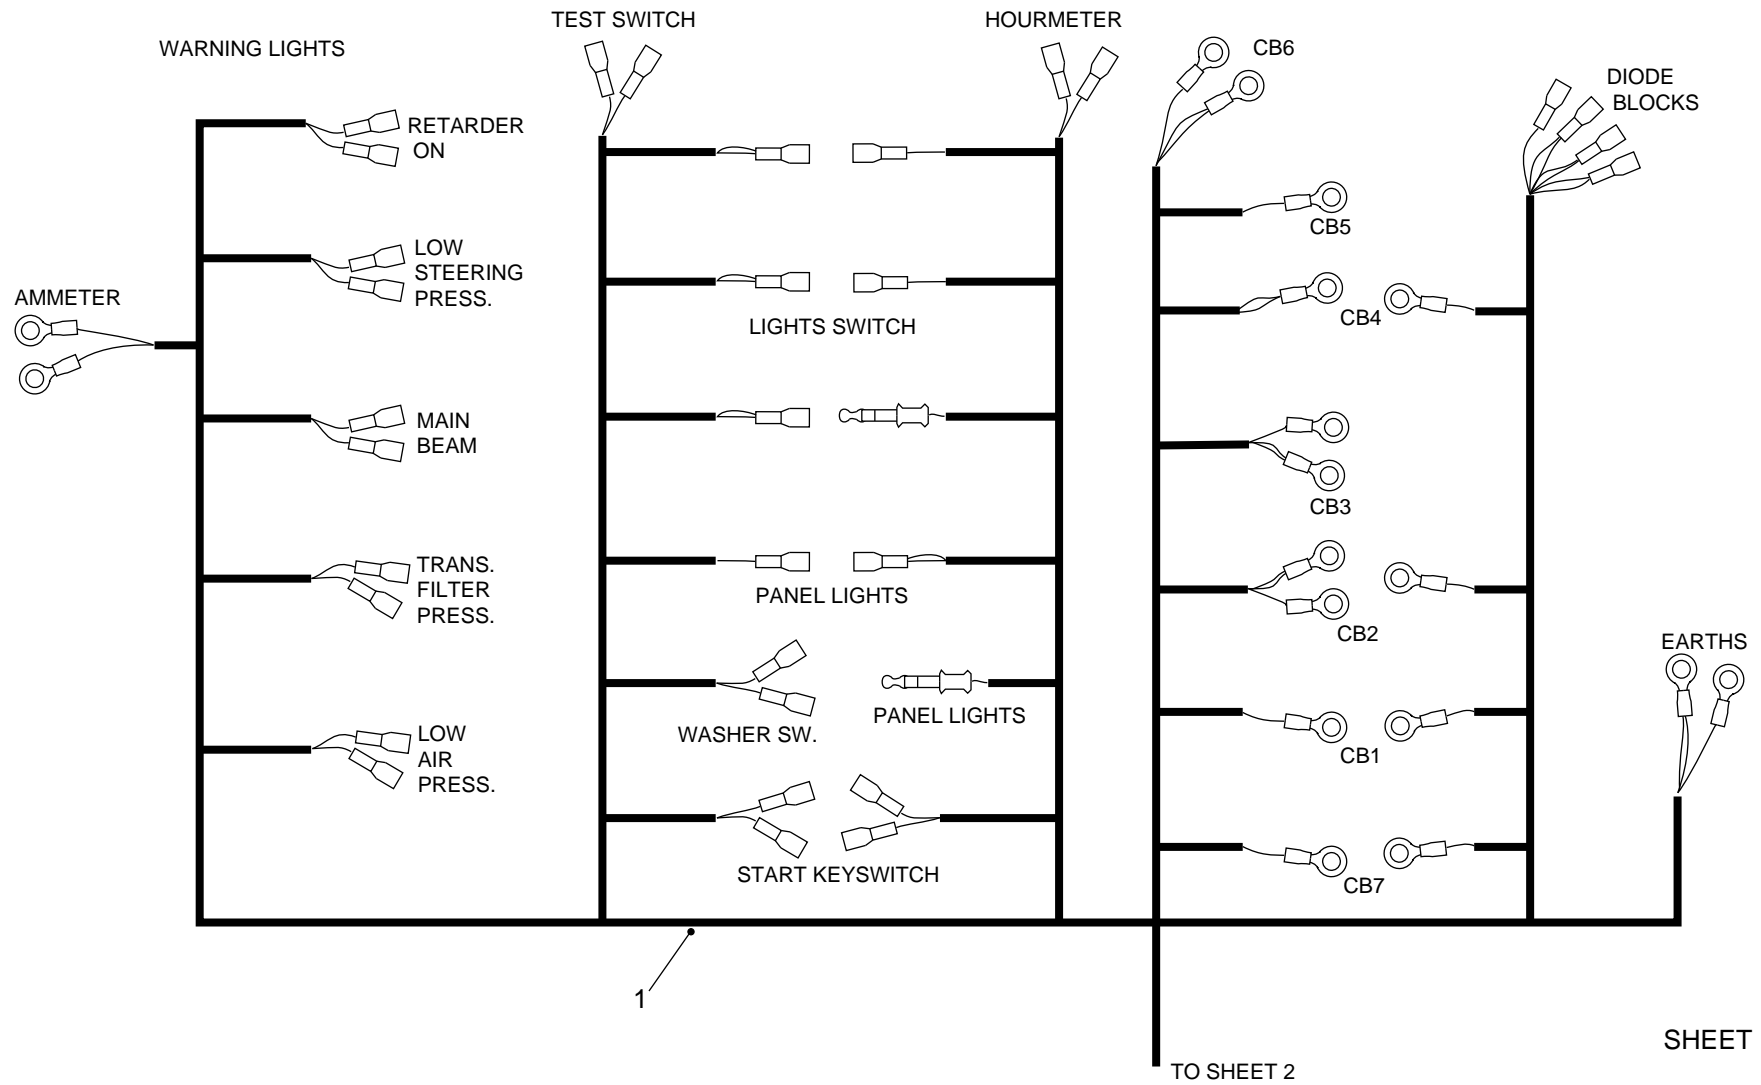 TEST SWITCH
HOURMETER
WARNING LIGHTS
CB6
DIODE
BLOCKS
RETARDER
ON
LOW
STEERING
PRESS.
AMMETER
MAIN
BEAM
TRANS.
FILTER
PRESS.
LOW
AIR
PRESS.
LIGHTS SWITCH
PANEL LIGHTS
WASHER SW.
PANEL LIGHTS
START KEYSWITCH
CB5
CB4
CB3
CB2
CB1
CB7
EARTHS
1
SHEET
TO SHEET 2